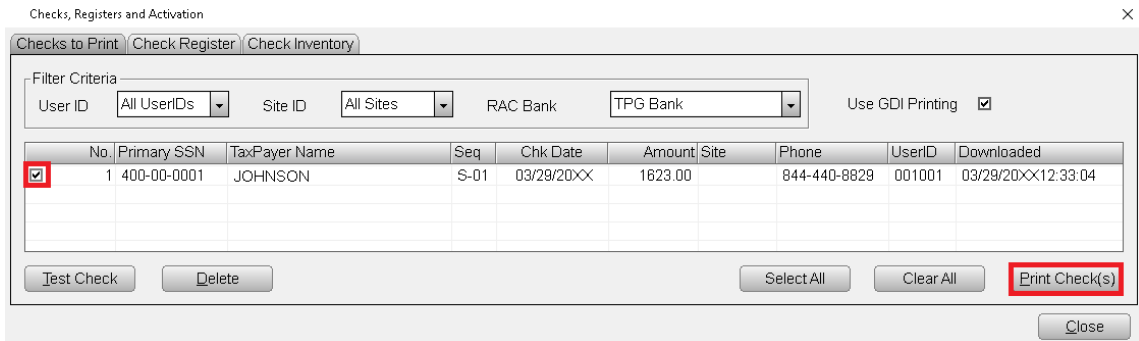 Checks, Registers and Activation
Checks to Print Check Register Check Inventory
Filter Criteria
User ID All UserIDs Site ID All Sites RAC Bank TPG Bank Use GDI Printing
No. Primary SSN TaxPayer Name Seq Chk Date Amount Site Phone UserID Downloaded
1 400-00-0001 JOHNSON S-01 03/29/20XX 1623.00 844-440-8829 001001 03/29/20XX12:33:04
Test Check Delete Select All Clear All Print Check(s)
Close